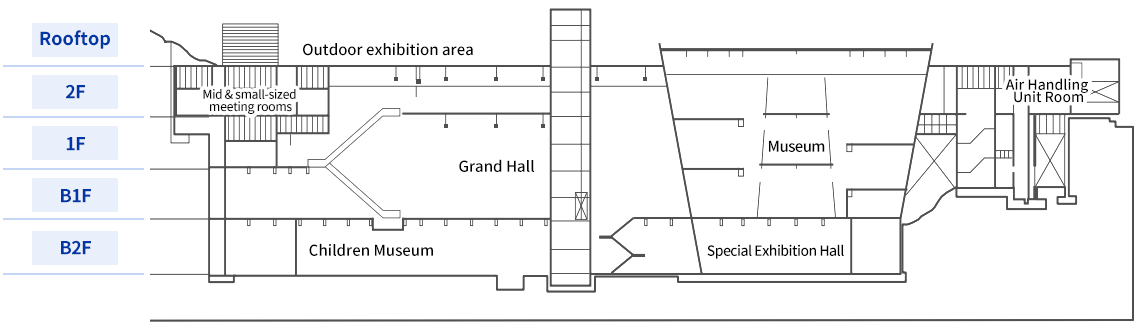 Rooftop
Outdoor exhibition area
2F
Mid & small-sized
meeting rooms
Air Handling
Unit Room
1F
Museum
Grand Hall
B1F
B2F
Children Museum
Special Exhibition Hall